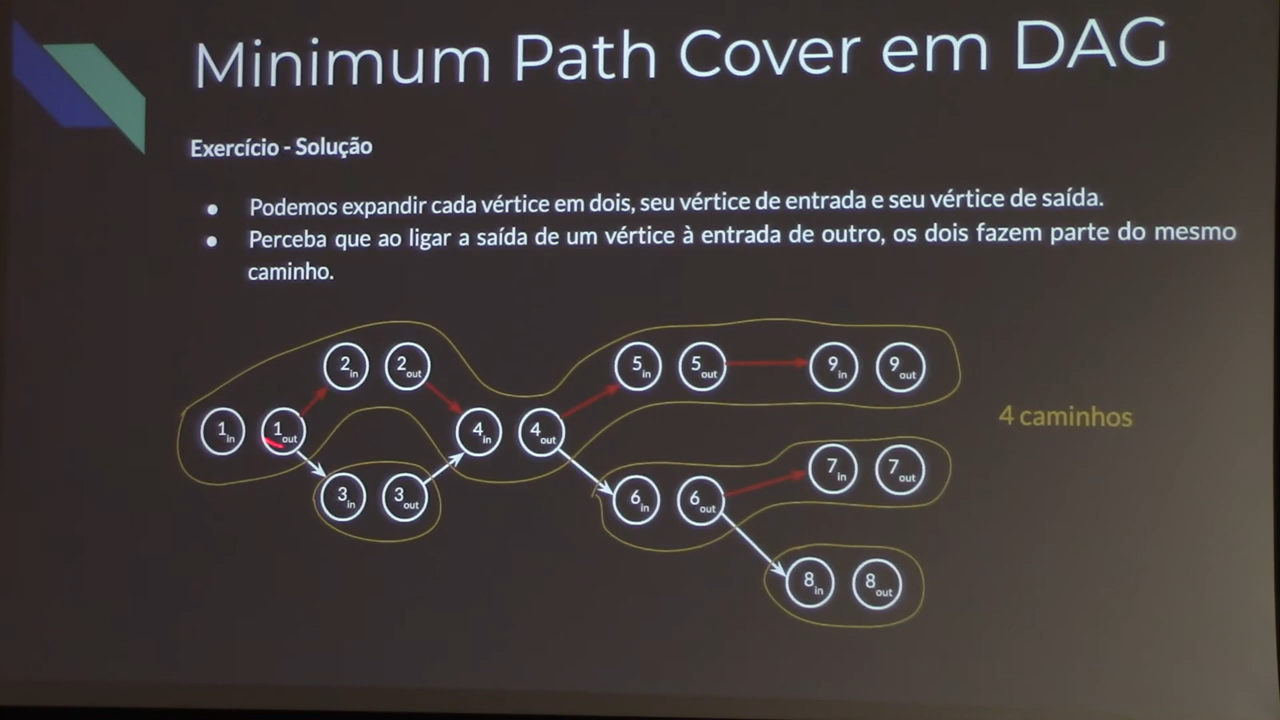 Minimum Path Cover em DAG
Exercício - Solução
● Podemos expandir cada vértice em dois, seu vértice de entrada e seu vértice de saída.
● Perceba que ao ligar a saída de um vértice à entrada de outro, os dois fazem parte do mesmo
caminho.
2in 2out 5in 5out 9in 9out
1in 1out 4in 4out 4 caminhos
3in 3out 6in 6out 7in 7out
8in 8out